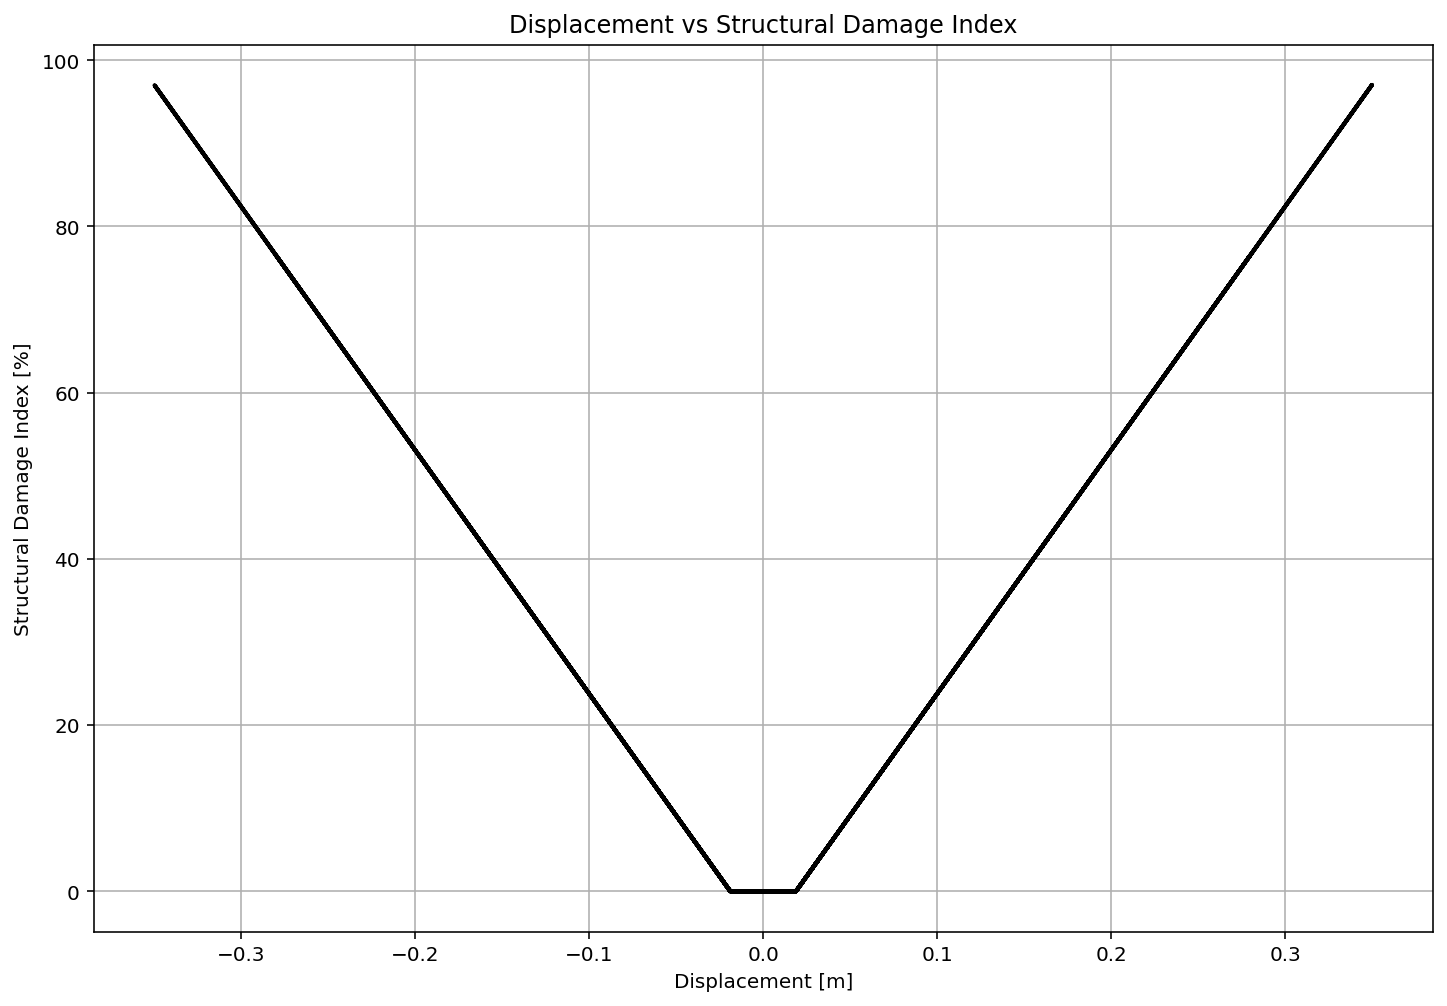 Displacement vs Structural Damage Index
100
80
60
40
20
0
Structural Damage Index [%]
−0.3 −0.2 −0.1 0.0 0.1 0.2 0.3
Displacement [m]